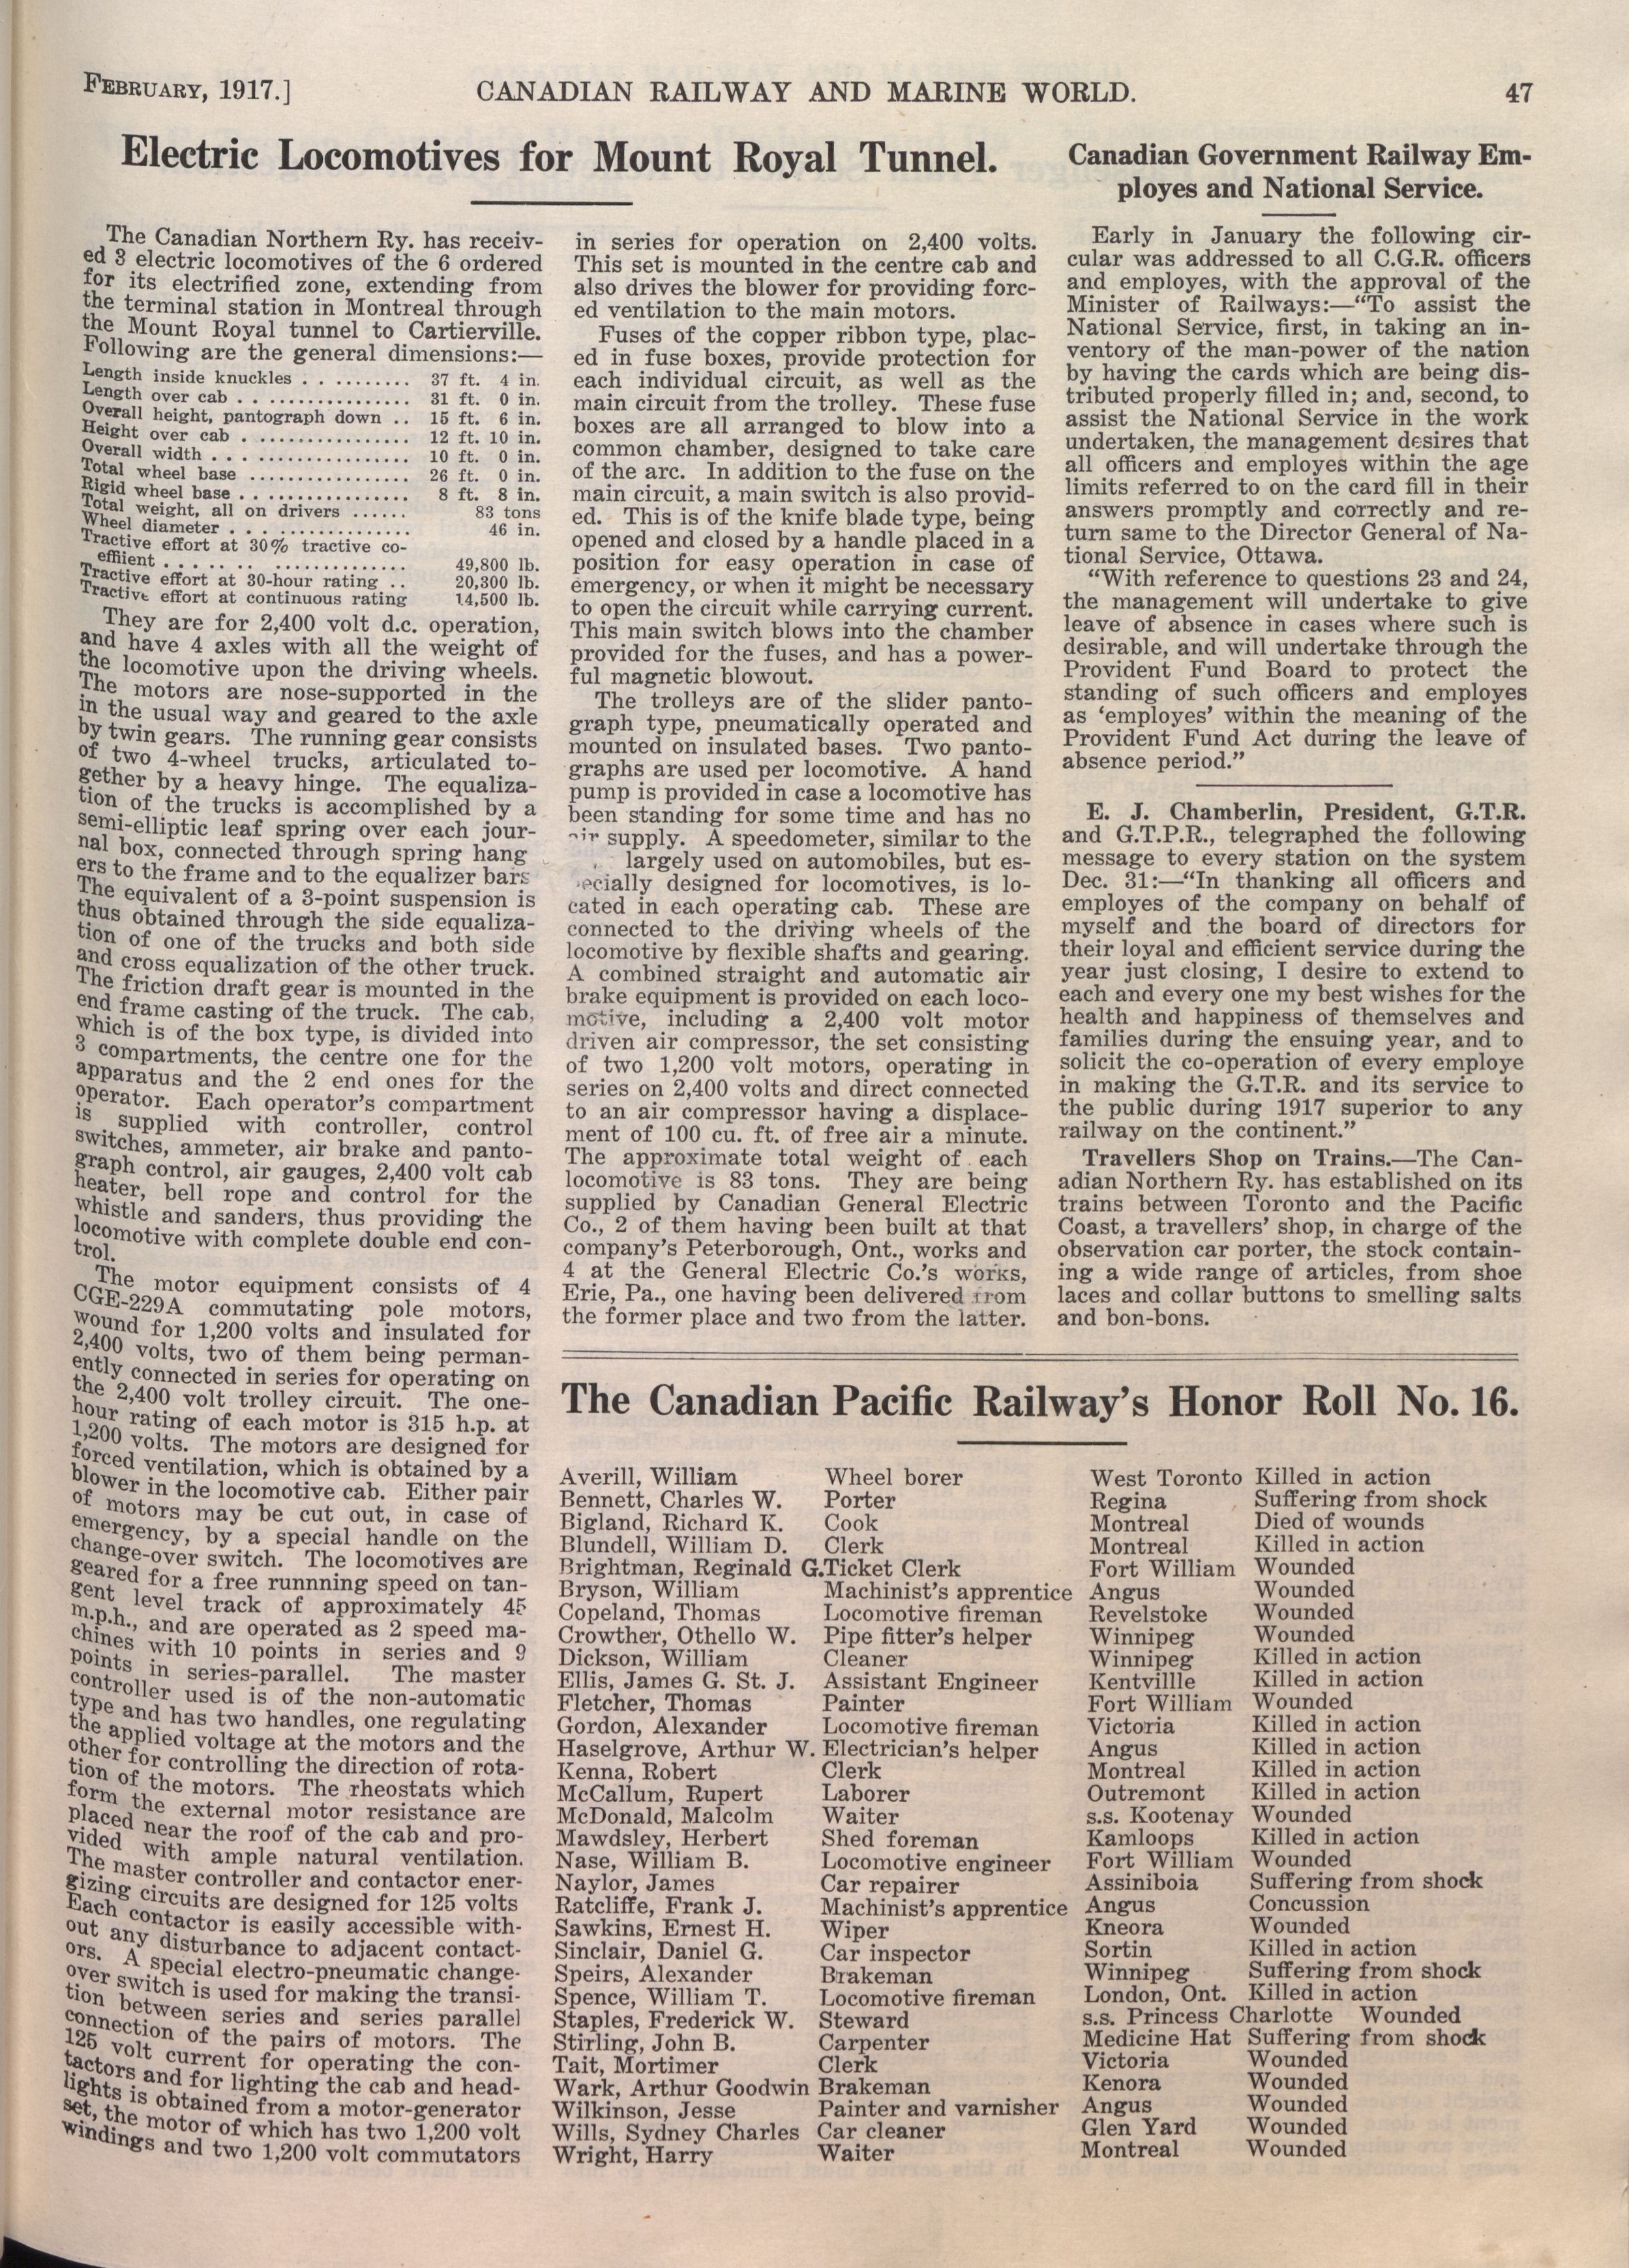 FEBRUARY, 1917.]
CANADIAN RAILWAY AND MARINE WORLD.
47
Electric Locomotives for Mount Royal Tunnel.
The Canadian Northern Ry. has receiv-
ed 3 electric locomotives of the 6 ordered
for its electrified zone, extending from
the terminal station in Montreal through
the Mount Royal tunnel to Cartierville.
Following are the general dimensions:—
Length inside knuckles . . ......... 37 ft. 4 in.
Length over cab . . ............... 31 ft. 0 in.
Overall height, pantograph down .. 15 ft. 6 in.
Height over cab . ................ 12 ft. 10 in.
Overall width . . . ................. 10 ft. 0 in.
Total wheel base ................. 26 ft. 0 in.
Rigid wheel base . . ............... 8 ft. 8 in.
Total weight, all on drivers ...... 83 tons
Wheel diameter . . . ............... 46 in.
Tractive effort at 30% tractive co-
effiient . . . . . . . .............. 49,800 lb.
Tractive effort at 30-hour rating .. 20,300 lb.
Tractive effort at continuous rating 14,500 lb.
They are for 2,400 volt d.c. operation,
and have 4 axles with all the weight of
the locomotive upon the driving wheels.
The motors are nose-supported in the
in the usual way and geared to the axle
by twin gears. The running gear consists
of two 4-wheel trucks, articulated to-
gether by a heavy hinge. The equaliza-
tion of the trucks is accomplished by a
semi-elliptic leaf spring over each jour-
nal box, connected through spring hang
ers to the frame and to the equalizer bars
The equivalent of a 3-point suspension is
thus obtained through the side equaliza-
tion of one of the trucks and both side
and cross equalization of the other truck.
The friction draft gear is mounted in the
end frame casting of the truck. The cab,
which is of the box type, is divided into
3 compartments, the centre one for the
apparatus and the 2 end ones for the
operator. Each operator's compartment
is supplied with controller, control
switches, ammeter, air brake and panto-
graph control, air gauges, 2,400 volt cab
heater, bell rope and control for the
whistle and sanders, thus providing the
locomotive with complete double end con-
trol.
The motor equipment consists of 4
CGE-229A commutating pole motors,
wound for 1,200 volts and insulated for
2,400 volts, two of them being perman-
ently connected in series for operating on
the 2,400 volt trolley circuit. The one-
hour rating of each motor is 315 h.p. at
1,200 volts. The motors are designed for
forced ventilation, which is obtained by a
blower in the locomotive cab. Either pair
of motors may be cut out, in case of
emergency, by a special handle on the
change-over switch. The locomotives are
geared for a free runnning speed on tan-
gent level track of approximately 45
m.p.h., and are operated as 2 speed ma-
chines with 10 points in series and 9
points in series-parallel. The master
controller used is of the non-automatic
type and has two handles, one regulating
the applied voltage at the motors and the
other for controlling the direction of rota-
tion of the motors. The rheostats which
form the external motor resistance are
placed near the roof of the cab and pro-
vided with ample natural ventilation.
The master controller and contactor ener-
gizing circuits are designed for 125 volts
Each contactor is easily accessible with-
out any disturbance to adjacent contact-
ors. A special electro-pneumatic change-
over switch is used for making the transi-
tion between series and series parallel
connection of the pairs of motors. The
125 volt current for operating the con-
tactors and for lighting the cab and head-
lights is obtained from a motor-generator
set, the motor of which has two 1,200 volt
windings and two 1,200 volt commutators
in series for operation on 2,400 volts.
This set is mounted in the centre cab and
also drives the blower for providing forc-
ed ventilation to the main motors.
Fuses of the copper ribbon type, plac-
ed in fuse boxes, provide protection for
each individual circuit, as well as the
main circuit from the trolley. These fuse
boxes are all arranged to blow into a
common chamber, designed to take care
of the arc. In addition to the fuse on the
main circuit, a main switch is also provid-
ed. This is of the knife blade type, being
opened and closed by a handle placed in a
position for easy operation in case of
emergency, or when it might be necessary
to open the circuit while carrying current.
This main switch blows into the chamber
provided for the fuses, and has a power-
ful magnetic blowout.
The trolleys are of the slider panto-
graph type, pneumatically operated and
mounted on insulated bases. Two panto-
graphs are used per locomotive. A hand
pump is provided in case a locomotive has
been standing for some time and has no
air supply. A speedometer, similar to the
largely used on automobiles, but es-
pecially designed for locomotives, is lo-
cated in each operating cab. These are
connected to the driving wheels of the
locomotive by flexible shafts and gearing.
A combined straight and automatic air
brake equipment is provided on each loco-
motive, including a 2,400 volt motor
driven air compressor, the set consisting
of two 1,200 volt motors, operating in
series on 2,400 volts and direct connected
to an air compressor having a displace-
ment of 100 cu. ft. of free air a minute.
The approximate total weight of each
locomotive is 83 tons. They are being
supplied by Canadian General Electric
Co., 2 of them having been built at that
company's Peterborough, Ont., works and
4 at the General Electric Co.'s works,
Erie, Pa., one having been delivered from
the former place and two from the latter.
Canadian Government Railway Em-
ployes and National Service.
Early in January the following cir-
cular was addressed to all C.G.R. officers
and employes, with the approval of the
Minister of Railways:—"To assist the
National Service, first, in taking an in-
ventory of the man-power of the nation
by having the cards which are being dis-
tributed properly filled in; and, second, to
assist the National Service in the work
undertaken, the management desires that
all officers and employes within the age
limits referred to on the card fill in their
answers promptly and correctly and re-
turn same to the Director General of Na-
tional Service, Ottawa.
"With reference to questions 23 and 24,
the management will undertake to give
leave of absence in cases where such is
desirable, and will undertake through the
Provident Fund Board to protect the
standing of such officers and employes
as 'employes' within the meaning of the
Provident Fund Act during the leave of
absence period."
E. J. Chamberlin, President, G.T.R.
and G.T.P.R., telegraphed the following
message to every station on the system
Dec. 31:—"In thanking all officers and
employes of the company on behalf of
myself and the board of directors for
their loyal and efficient service during the
year just closing, I desire to extend to
each and every one my best wishes for the
health and happiness of themselves and
families during the ensuing year, and to
solicit the co-operation of every employe
in making the G.T.R. and its service to
the public during 1917 superior to any
railway on the continent."
Travellers Shop on Trains.—The Can-
adian Northern Ry. has established on its
trains between Toronto and the Pacific
Coast, a travellers' shop, in charge of the
observation car porter, the stock contain-
ing a wide range of articles, from shoe
laces and collar buttons to smelling salts
and bon-bons.
The Canadian Pacific Railway's Honor Roll No. 16.
Averill, William Wheel borer West Toronto Killed in action
Bennett, Charles W. Porter Regina Suffering from shock
Bigland, Richard K. Cook Montreal Died of wounds
Blundell, William D. Clerk Montreal Killed in action
Brightman, Reginald G.Ticket Clerk Fort William Wounded
Bryson, William Machinist's apprentice Angus Wounded
Copeland, Thomas Locomotive fireman Revelstoke Wounded
Crowther, Othello W. Pipe fitter's helper Winnipeg Wounded
Dickson, William Cleaner Winnipeg Killed in action
Ellis, James G. St. J. Assistant Engineer Kentvillle Killed in action
Fletcher, Thomas Painter Fort William Wounded
Gordon, Alexander Locomotive fireman Victoria Killed in action
Haselgrove, Arthur W. Electrician's helper Angus Killed in action
Kenna, Robert Clerk Montreal Killed in action
McCallum, Rupert Laborer Outremont Killed in action
McDonald, Malcolm Waiter s.s. Kootenay Wounded
Mawdsley, Herbert Shed foreman Kamloops Killed in action
Nase, William B. Locomotive engineer Fort William Wounded
Naylor, James Car repairer Assiniboia Suffering from shock
Ratcliffe, Frank J. Machinist's apprentice Angus Concussion
Sawkins, Ernest H. Wiper Kneora Wounded
Sinclair, Daniel G. Car inspector Sortin Killed in action
Speirs, Alexander Brakeman Winnipeg Suffering from shock
Spence, William T. Locomotive fireman London, Ont. Killed in action
Staples, Frederick W. Steward s.s. Princess Charlotte Wounded
Stirling, John B. Carpenter Medicine Hat Suffering from shock
Tait, Mortimer Clerk Victoria Wounded
Wark, Arthur Goodwin Brakeman Kenora Wounded
Wilkinson, Jesse Painter and varnisher Angus Wounded
Wills, Sydney Charles Car cleaner Glen Yard Wounded
Wright, Harry Waiter Montreal Wounded